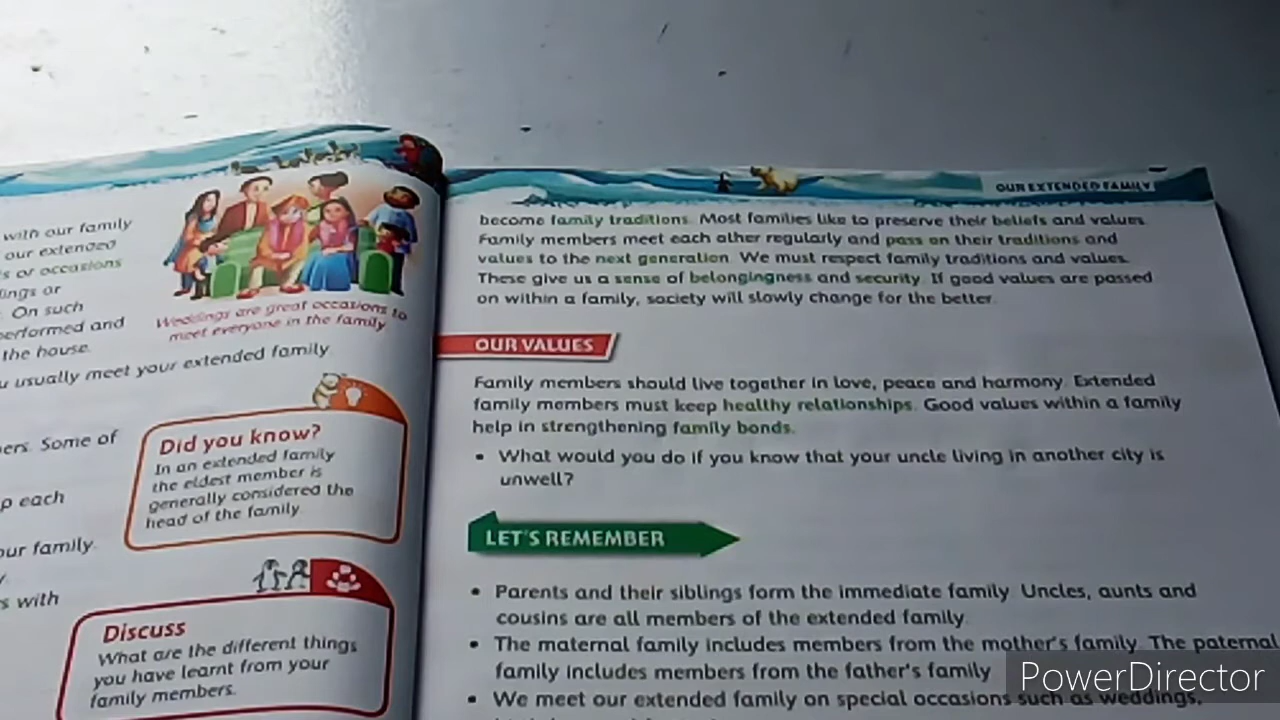 with our family
our extended
s or occasions
ings or
On such
performed and
the house.
u usually meet your extended family
ers. Some of
p each
our family.
s with
Weddings are great occasions to
meet everyone in the family
Did you know?
In an extended family
the eldest member is
generally considered the
head of the family
Discuss
What are the different things
you have learnt from your
family members.
OUR EXTENDED FAMILY
become family traditions. Most families like to preserve their beliefs and values.
Family members meet each other regularly and pass on their traditions and
values to the next generation. We must respect family traditions and values.
These give us a sense of belongingness and security. If good values are passed
on within a family, society will slowly change for the better.
OUR VALUES
Family members should live together in love, peace and harmony. Extended
family members must keep healthy relationships. Good values within a family
help in strengthening family bonds.
• What would you do if you know that your uncle living in another city is
unwell?
LET'S REMEMBER
• Parents and their siblings form the immediate family. Uncles, aunts and
cousins are all members of the extended family.
• The maternal family includes members from the mother's family. The paternal
family includes members from the father's family
• We meet our extended family on special occasions such as weddings,
PowerDirector